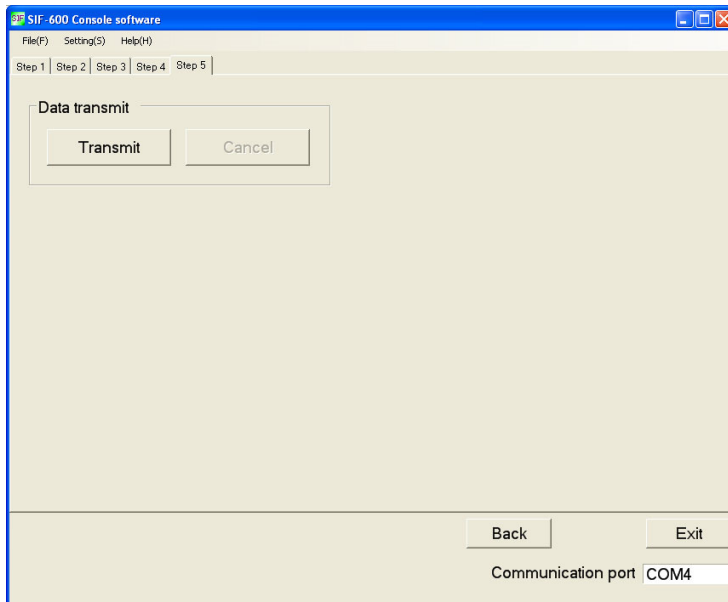 SIF SIF-600 Console software
File(F) Setting(S) Help(H)
Step 1 Step 2 Step 3 Step 4 Step 5
Data transmit
Transmit Cancel
Back Exit
Communication port COM4